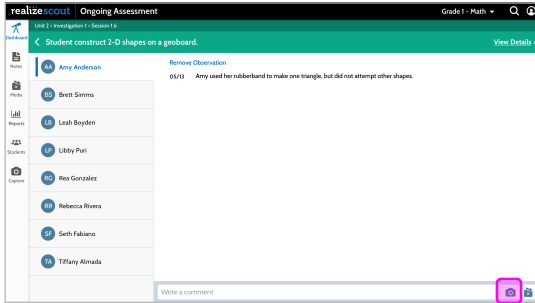 realizescout Ongoing Assessment Grade 1 - Math
Unit 2 › Investigation 1 › Session 1.6
Student construct 2-D shapes on a geoboard. View Details
Dashboard
Notes
Media
Reports
Students
Capture
AA Amy Anderson
BS Brett Simms
LB Leah Boyden
LP Libby Puri
RG Rea Gonzalez
RR Rebecca Rivera
SF Seth Fabiano
TA Tiffany Almada
Remove Observation
05/13 Amy used her rubberband to make one triangle, but did not attempt other shapes.
Write a comment